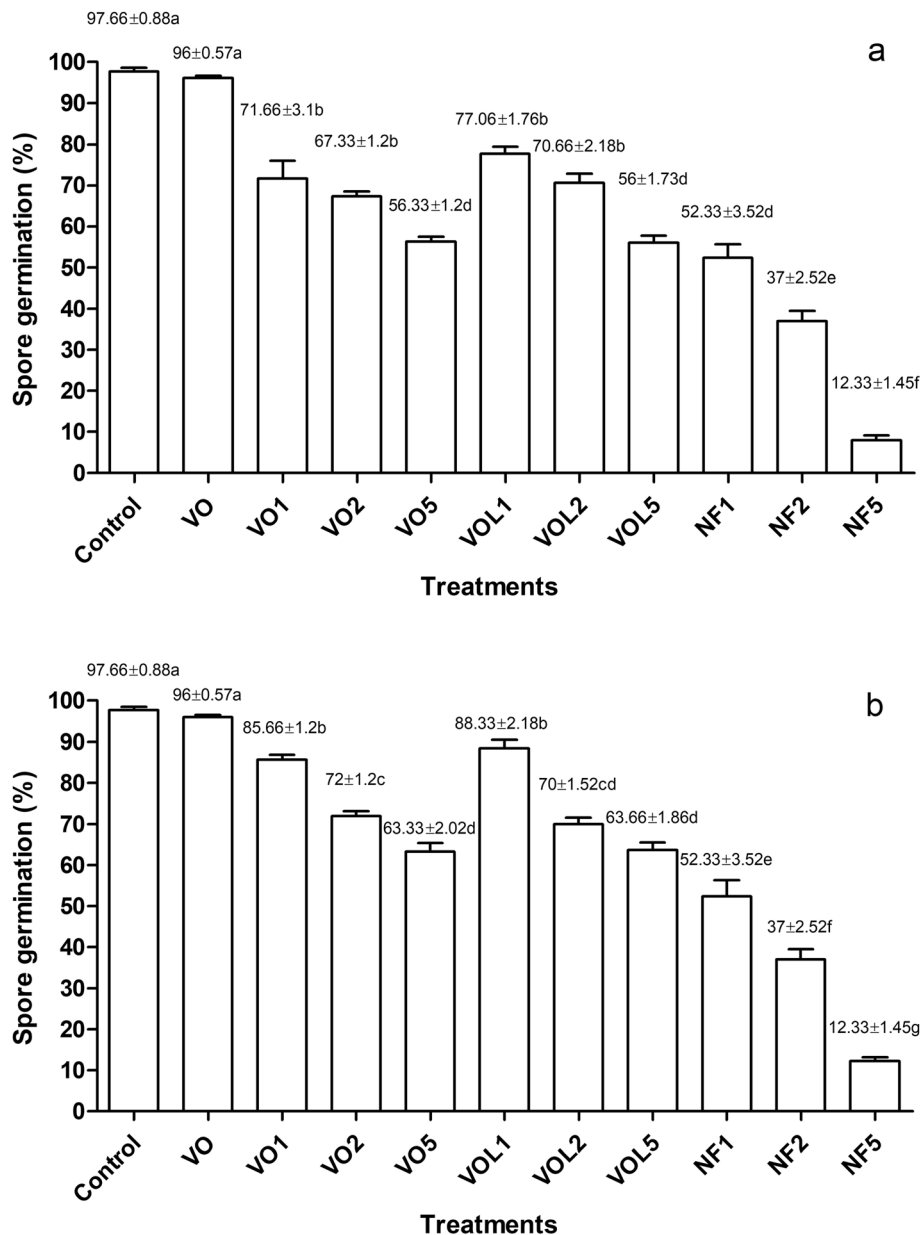 97.66±0.88a
96±0.57a
71.66±3.1b
67.33±1.2b
56.33±1.2d
77.06±1.76b
70.66±2.18b
56±1.73d
52.33±3.52d
37±2.52e
12.33±1.45f
a
Spore germination (%)
100
90
80
70
60
50
40
30
20
10
0
Control VO VO1 VO2 VO5 VOL1 VOL2 VOL5 NF1 NF2 NF5
Treatments
97.66±0.88a
96±0.57a
85.66±1.2b
72±1.2c
63.33±2.02d
88.33±2.18b
70±1.52cd
63.66±1.86d
52.33±3.52e
37±2.52f
12.33±1.45g
b
Spore germination (%)
100
90
80
70
60
50
40
30
20
10
0
Control VO VO1 VO2 VO5 VOL1 VOL2 VOL5 NF1 NF2 NF5
Treatments